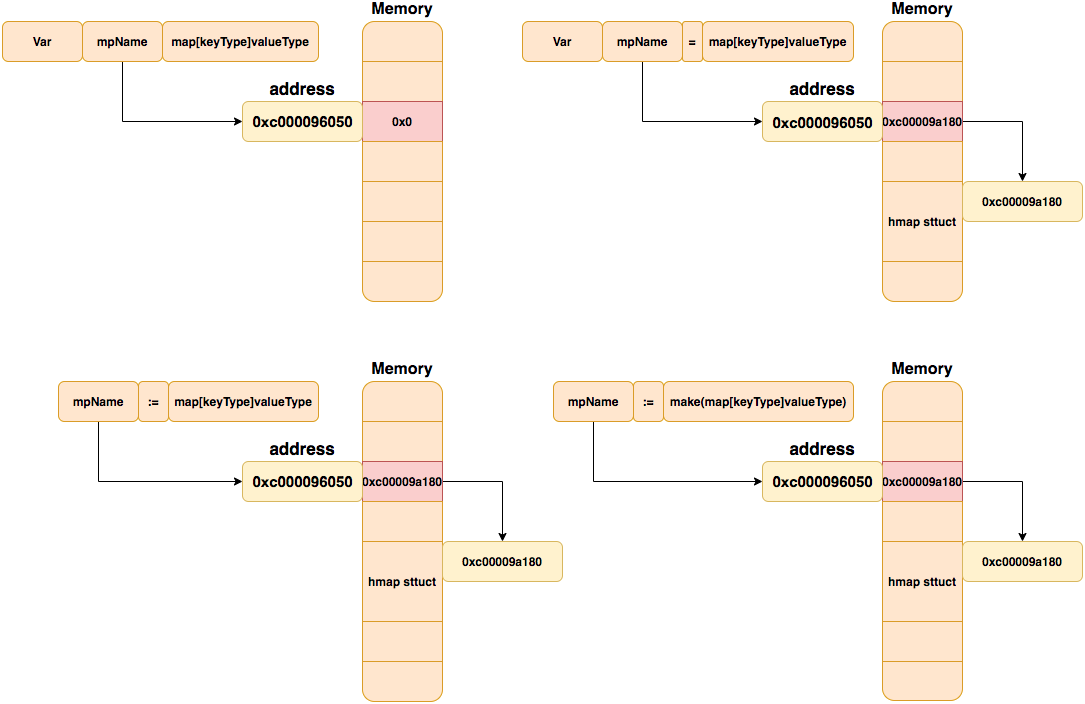 Memory
Var mpName map[keyType]valueType
address
0xc000096050 0x0
Memory
Var mpName = map[keyType]valueType
address
0xc000096050 0xc00009a180
0xc00009a180
hmap sttuct
Memory
mpName := map[keyType]valueType
address
0xc000096050 0xc00009a180
0xc00009a180
hmap sttuct
Memory
mpName := make(map[keyType]valueType)
address
0xc000096050 0xc00009a180
0xc00009a180
hmap sttuct